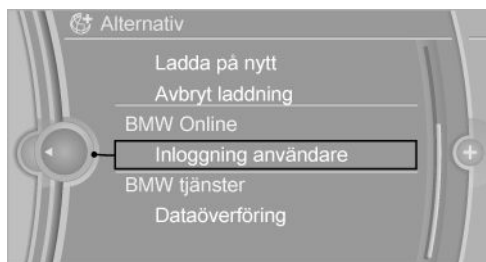 Alternativ
Ladda på nytt
Avbryt laddning
BMW Online
Inloggning användare
BMW tjänster
Dataöverföring